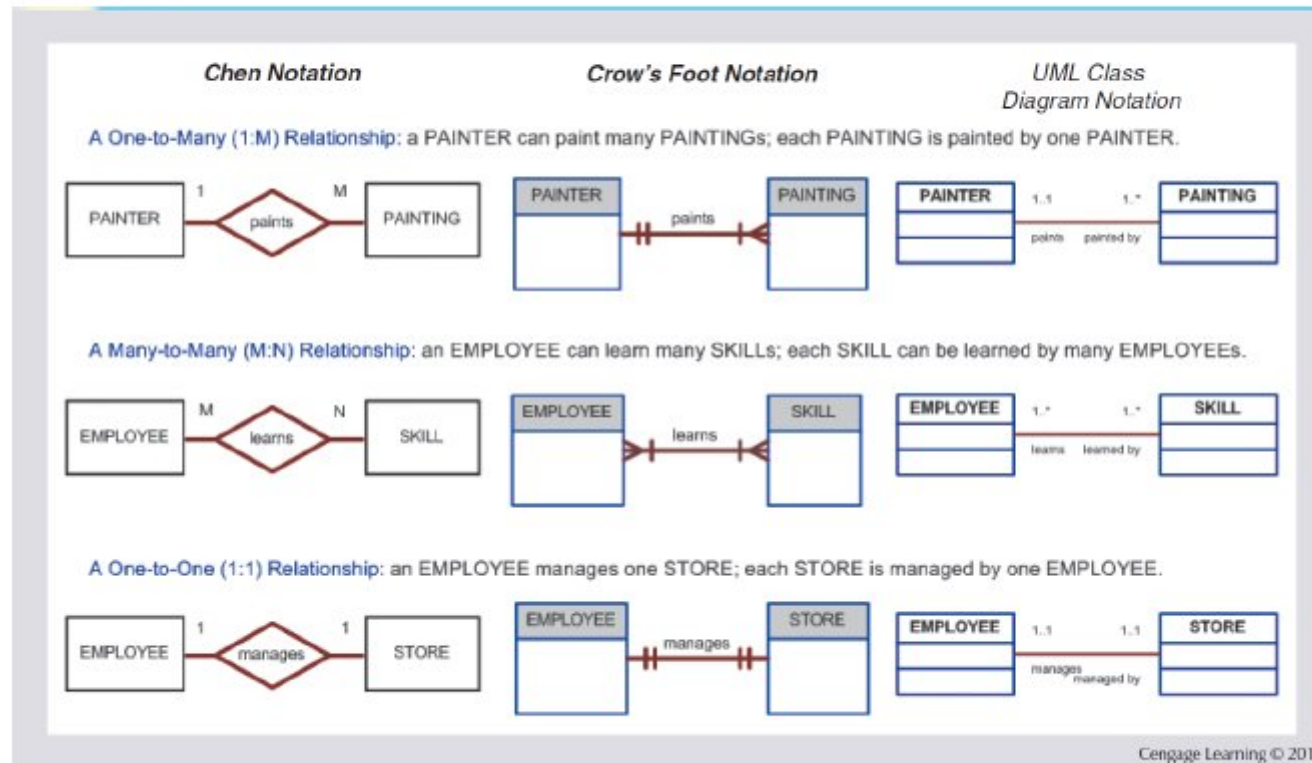 Chen Notation
Crow's Foot Notation
UML Class
Diagram Notation
A One-to-Many (1:M) Relationship: a PAINTER can paint many PAINTINGs; each PAINTING is painted by one PAINTER.
PAINTER
1
paints
M
PAINTING
PAINTER
paints
PAINTING
PAINTER
1..1
1..*
paints
painted by
PAINTING
A Many-to-Many (M:N) Relationship: an EMPLOYEE can learn many SKILLs; each SKILL can be learned by many EMPLOYEEs.
EMPLOYEE
M
learns
N
SKILL
EMPLOYEE
learns
SKILL
EMPLOYEE
1..*
1..*
learns
learned by
SKILL
A One-to-One (1:1) Relationship: an EMPLOYEE manages one STORE; each STORE is managed by one EMPLOYEE.
EMPLOYEE
1
manages
1
STORE
EMPLOYEE
manages
STORE
EMPLOYEE
1..1
1..1
manages
managed by
STORE
Cengage Learning © 201